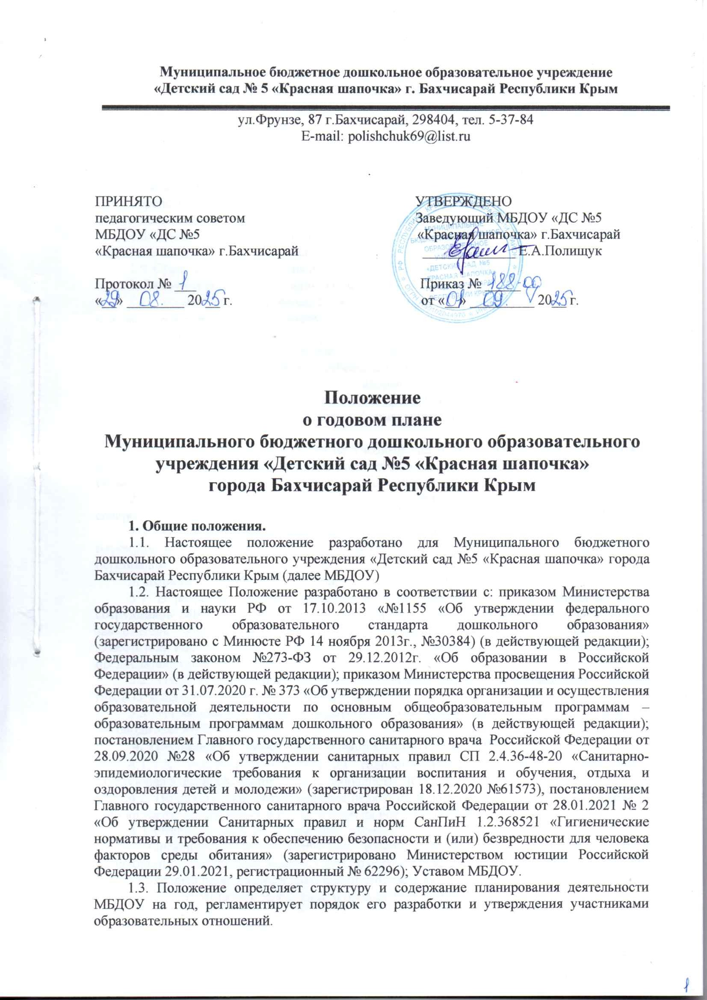 Муниципальное бюджетное дошкольное образовательное учреждение
«Детский сад № 5 «Красная шапочка» г. Бахчисарай Республики Крым
ул.Фрунзе, 87 г.Бахчисарай, 298404, тел. 5-37-84
E-mail: polishchuk69@list.ru
ПРИНЯТО
педагогическим советом
МБДОУ «ДС №5
«Красная шапочка» г.Бахчисарай
Протокол № 1
«29» 08. 2025 г.
УТВЕРЖДЕНО
Заведующий МБДОУ «ДС №5
«Красная шапочка» г.Бахчисарай
Е.А.Полищук
Приказ № 188-
от «01» 09. 2025 г.
Положение
о годовом плане
Муниципального бюджетного дошкольного образовательного
учреждения «Детский сад №5 «Красная шапочка»
города Бахчисарай Республики Крым
1. Общие положения.
1.1. Настоящее положение разработано для Муниципального бюджетного
дошкольного образовательного учреждения «Детский сад №5 «Красная шапочка» города
Бахчисарай Республики Крым (далее МБДОУ)
1.2. Настоящее Положение разработано в соответствии с: приказом Министерства
образования и науки РФ от 17.10.2013 «№1155 «Об утверждении федерального
государственного образовательного стандарта дошкольного образования»
(зарегистрировано с Минюсте РФ 14 ноября 2013г., №30384) (в действующей редакции);
Федеральным законом №273-ФЗ от 29.12.2012г. «Об образовании в Российской
Федерации» (в действующей редакции); приказом Министерства просвещения Российской
Федерации от 31.07.2020 г. № 373 «Об утверждении порядка организации и осуществления
образовательной деятельности по основным общеобразовательным программам –
образовательным программам дошкольного образования» (в действующей редакции);
постановлением Главного государственного санитарного врача Российской Федерации от
28.09.2020 №28 «Об утверждении санитарных правил СП 2.4.36-48-20 «Санитарно-
эпидемиологические требования к организации воспитания и обучения, отдыха и
оздоровления детей и молодежи» (зарегистрирован 18.12.2020 №61573), постановлением
Главного государственного санитарного врача Российской Федерации от 28.01.2021 № 2
«Об утверждении Санитарных правил и норм СанПиН 1.2.368521 «Гигиенические
нормативы и требования к обеспечению безопасности и (или) безвредности для человека
факторов среды обитания» (зарегистрировано Министерством юстиции Российской
Федерации 29.01.2021, регистрационный № 62296); Уставом МБДОУ.
1.3. Положение определяет структуру и содержание планирования деятельности
МБДОУ на год, регламентирует порядок его разработки и утверждения участниками
образовательных отношений.
1